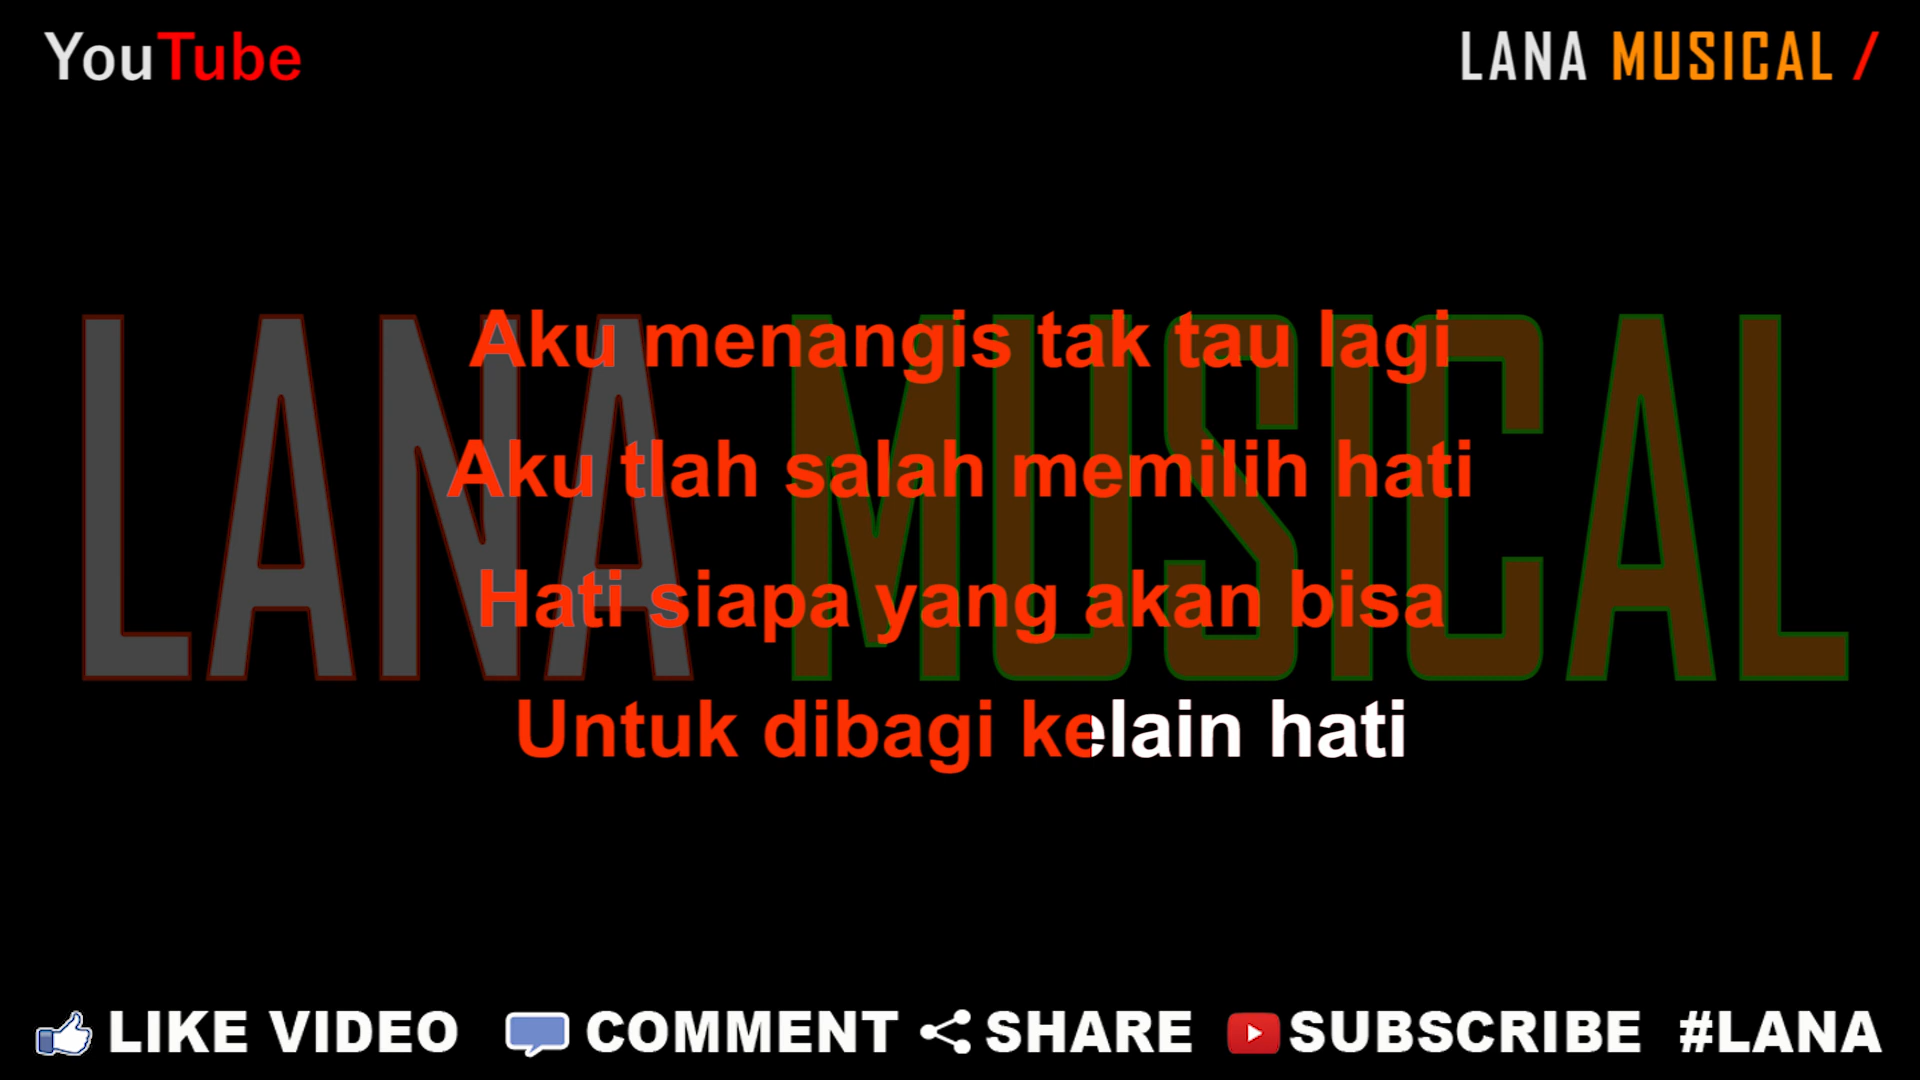 YouTube
LANA MUSICAL /
LANA MUSICAL
Aku menangis tak tau lagi
Aku tlah salah memilih hati
Hati siapa yang akan bisa
Untuk dibagi kelain hati
LIKE VIDEO COMMENT SHARE SUBSCRIBE #LANA